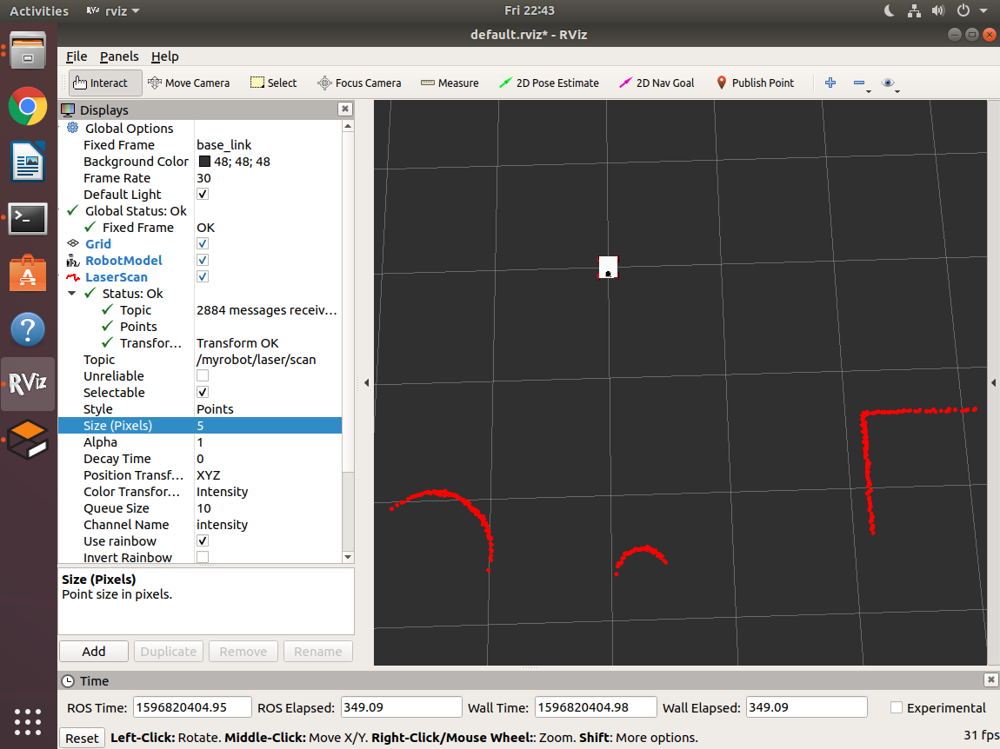 Activities RViz rviz Fri 22:43
default.rviz* - RViz
File Panels Help
Interact Move Camera Select Focus Camera Measure 2D Pose Estimate 2D Nav Goal Publish Point
Displays
Global Options
Fixed Frame base_link
Background Color 48; 48; 48
Frame Rate 30
Default Light
Global Status: Ok
Fixed Frame OK
Grid
RobotModel
LaserScan
Status: Ok
Topic 2884 messages receiv...
Points
Transfor... Transform OK
Topic /myrobot/laser/scan
Unreliable
Selectable
Style Points
Size (Pixels) 5
Alpha 1
Decay Time 0
Position Transf... XYZ
Color Transfor... Intensity
Queue Size 10
Channel Name intensity
Use rainbow
Invert Rainbow
Size (Pixels)
Point size in pixels.
Add Duplicate Remove Rename
RViz
Time
ROS Time: 1596820404.95 ROS Elapsed: 349.09 Wall Time: 1596820404.98 Wall Elapsed: 349.09 Experimental
Reset Left-Click: Rotate. Middle-Click: Move X/Y. Right-Click/Mouse Wheel:: Zoom. Shift: More options. 31 fps